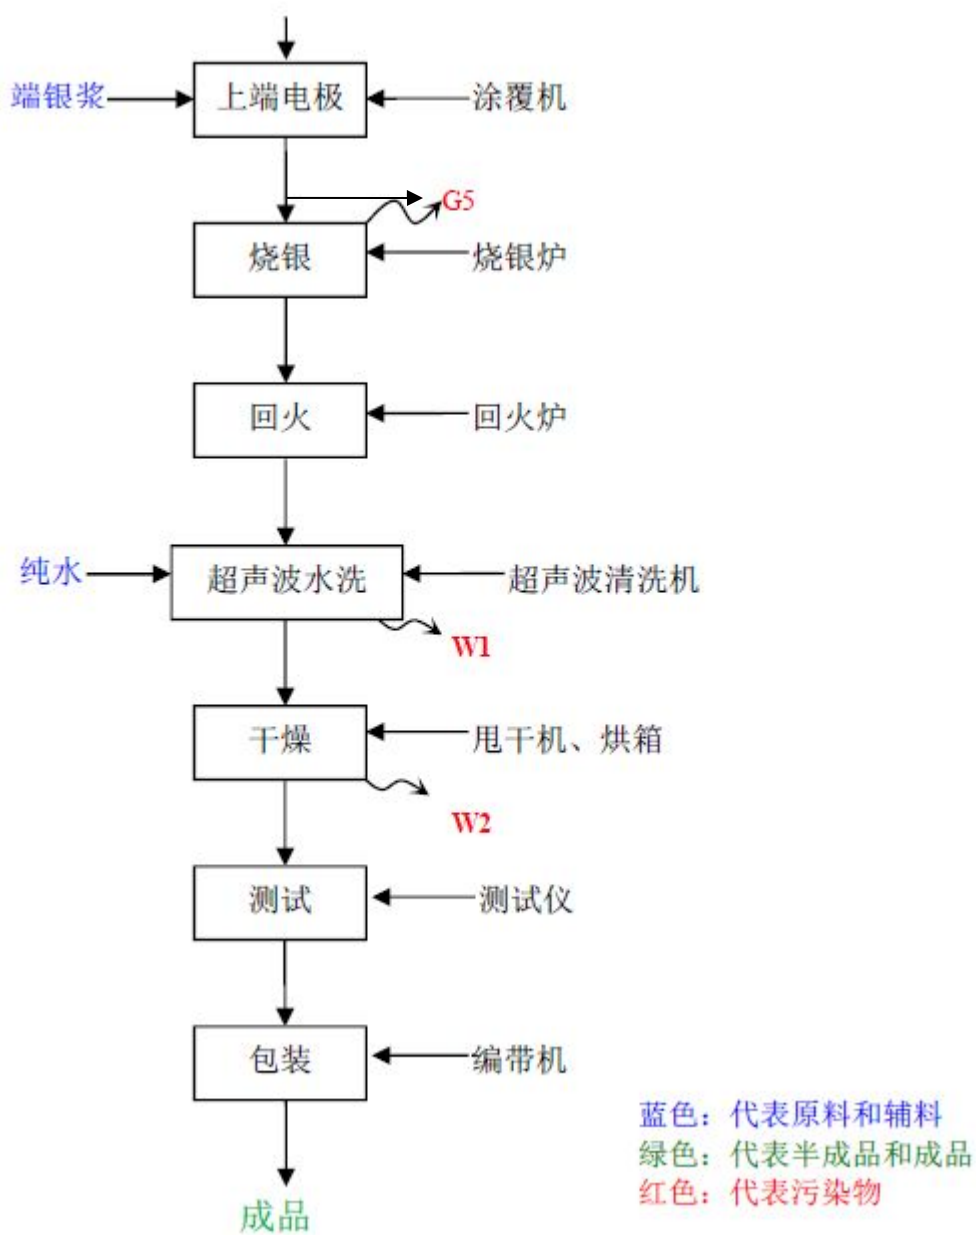 端银浆
上端电极
涂覆机
G5
烧银
烧银炉
回火
回火炉
纯水
超声波水洗
超声波清洗机
W1
干燥
甩干机、烘箱
W2
测试
测试仪
包装
编带机
蓝色：代表原料和辅料
绿色：代表半成品和成品
红色：代表污染物
成品